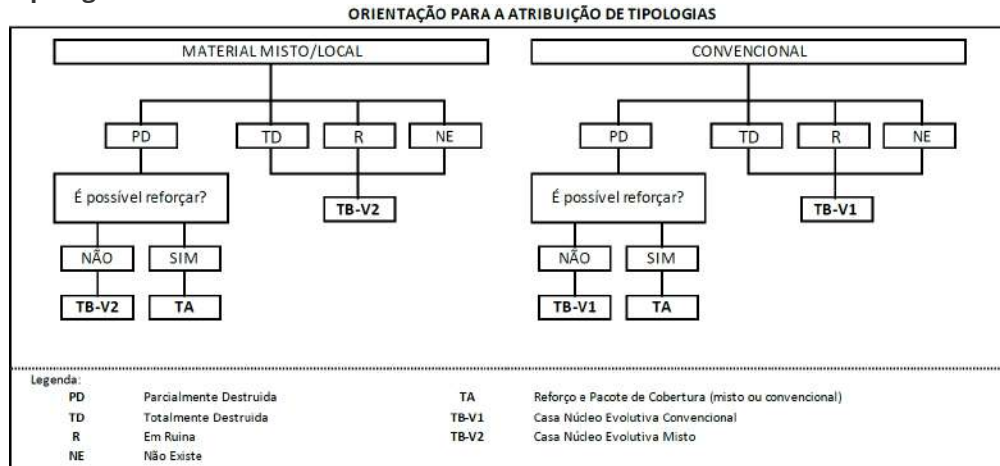 ORIENTAÇÃO PARA A ATRIBUIÇÃO DE TIPOLOGIAS
MATERIAL MISTO/LOCAL
CONVENCIONAL
PD TD R NE
PD TD R NE
É possível reforçar?
TB-V2
É possível reforçar?
TB-V1
NÃO SIM
NÃO SIM
TB-V2 TA
TB-V1 TA
Legenda:
PD Parcialmente Destruida TA Reforço e Pacote de Cobertura (misto ou convencional)
TD Totalmente Destruida TB-V1 Casa Núcleo Evolutiva Convencional
R Em Ruina TB-V2 Casa Núcleo Evolutiva Misto
NE Não Existe